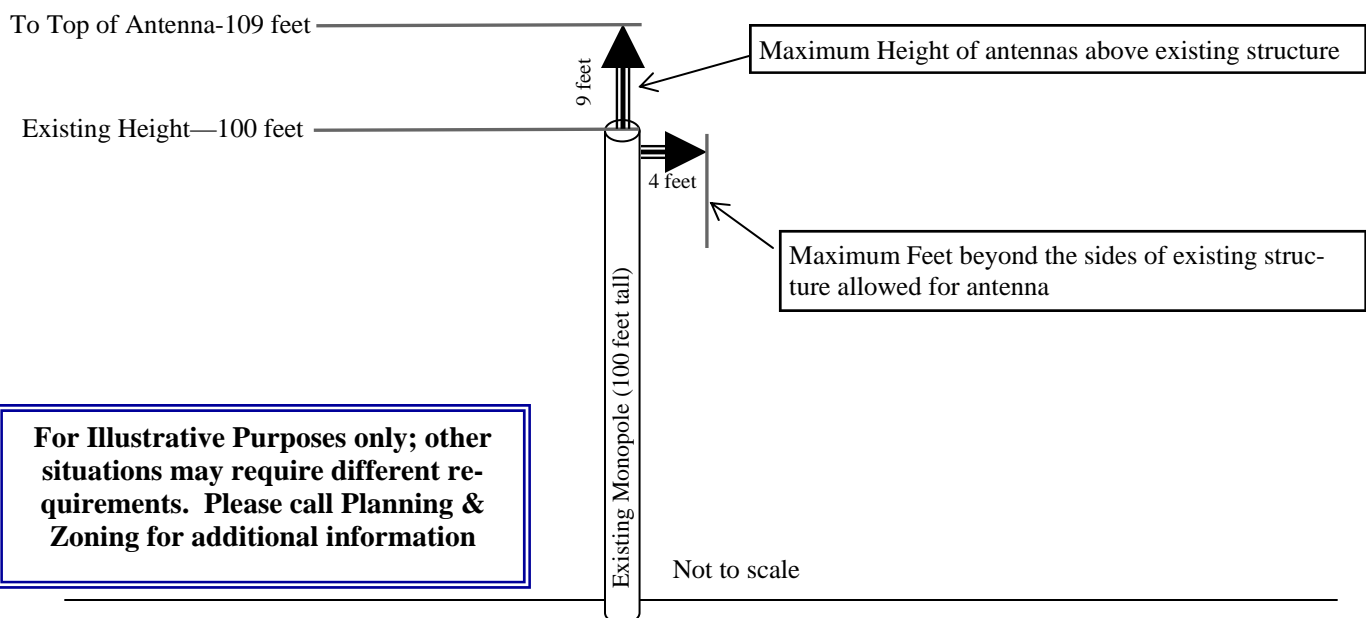 To Top of Antenna-109 feet
Maximum Height of antennas above existing structure
9 feet
Existing Height—100 feet
4 feet
Maximum Feet beyond the sides of existing struc-
ture allowed for antenna
Existing Monopole (100 feet tall)
For Illustrative Purposes only; other
situations may require different re-
quirements.  Please call Planning &
Zoning for additional information
Not to scale